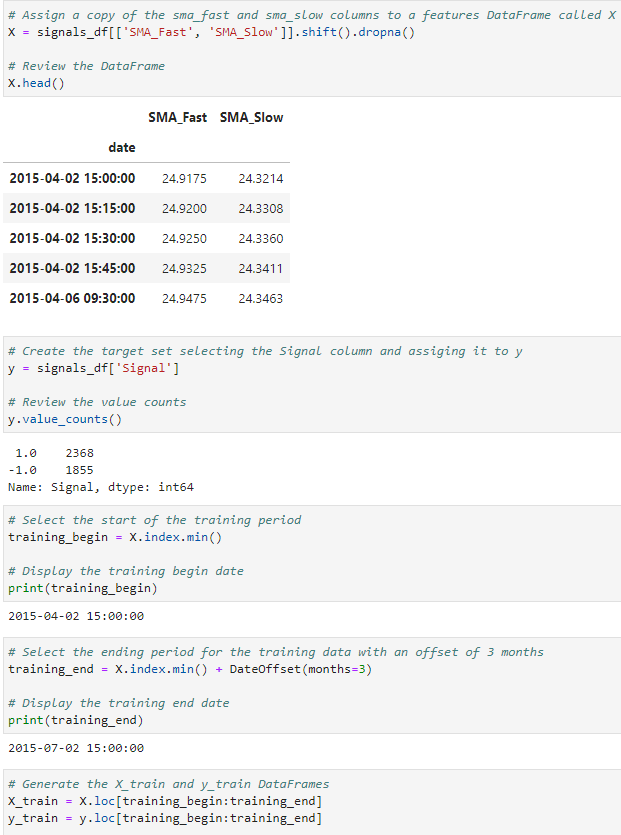 # Assign a copy of the sma_fast and sma_slow columns to a features DataFrame called X
X = signals_df[['SMA_Fast', 'SMA_Slow']].shift().dropna()
# Review the DataFrame
X.head()
SMA_Fast SMA_Slow
date
2015-04-02 15:00:00 24.9175 24.3214
2015-04-02 15:15:00 24.9200 24.3308
2015-04-02 15:30:00 24.9250 24.3360
2015-04-02 15:45:00 24.9325 24.3411
2015-04-06 09:30:00 24.9475 24.3463
# Create the target set selecting the Signal column and assiging it to y
y = signals_df['Signal']
# Review the value counts
y.value_counts()
1.0 2368
-1.0 1855
Name: Signal, dtype: int64
# Select the start of the training period
training_begin = X.index.min()
# Display the training begin date
print(training_begin)
2015-04-02 15:00:00
# Select the ending period for the training data with an offset of 3 months
training_end = X.index.min() + DateOffset(months=3)
# Display the training end date
print(training_end)
2015-07-02 15:00:00
# Generate the X_train and y_train DataFrames
X_train = X.loc[training_begin:training_end]
y_train = y.loc[training_begin:training_end]